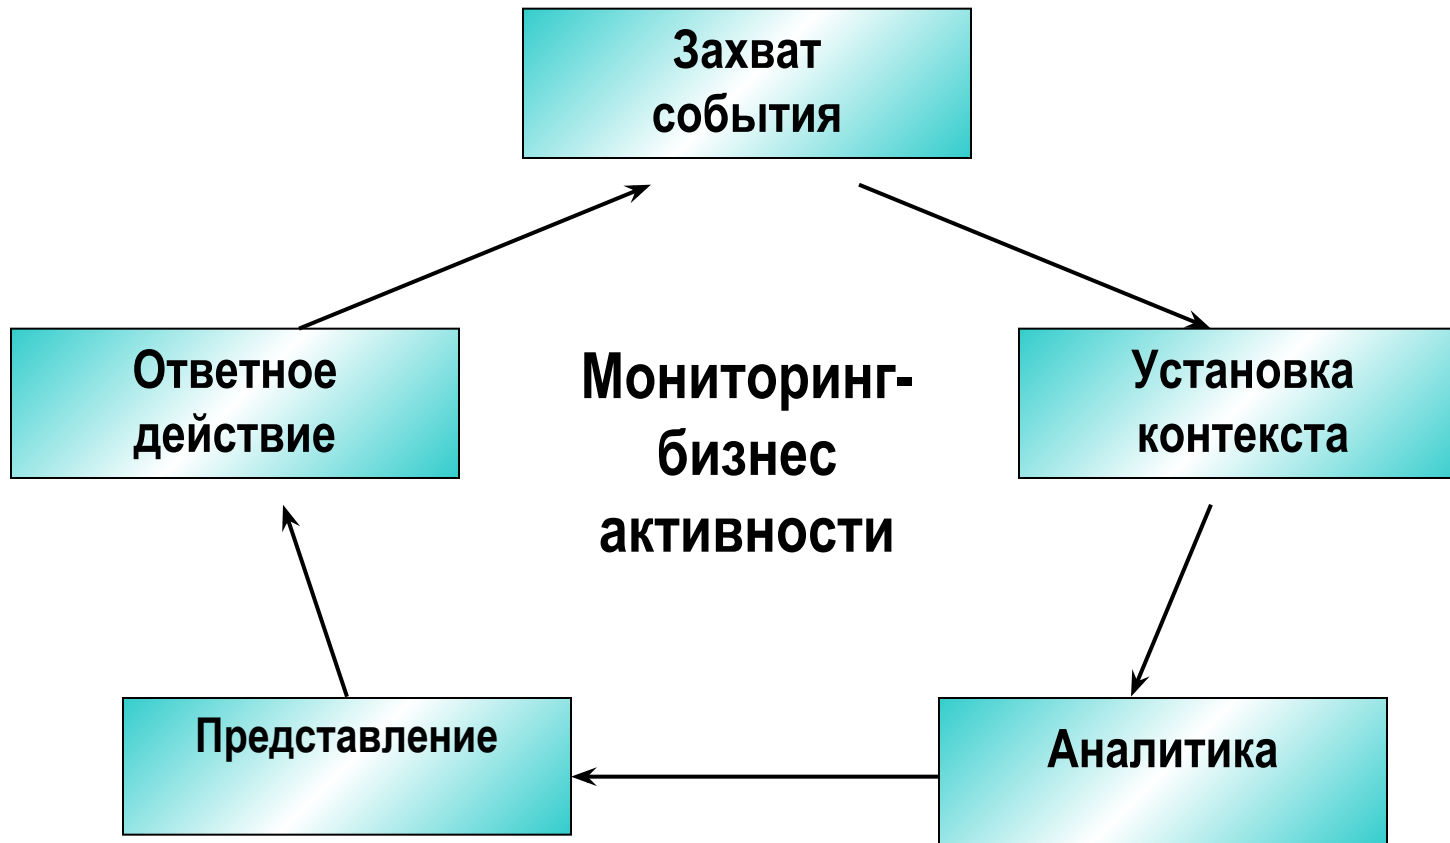 Захват
события
Ответное
действие
Мониторинг-
бизнес
активности
Установка
контекста
Представление
Аналитика